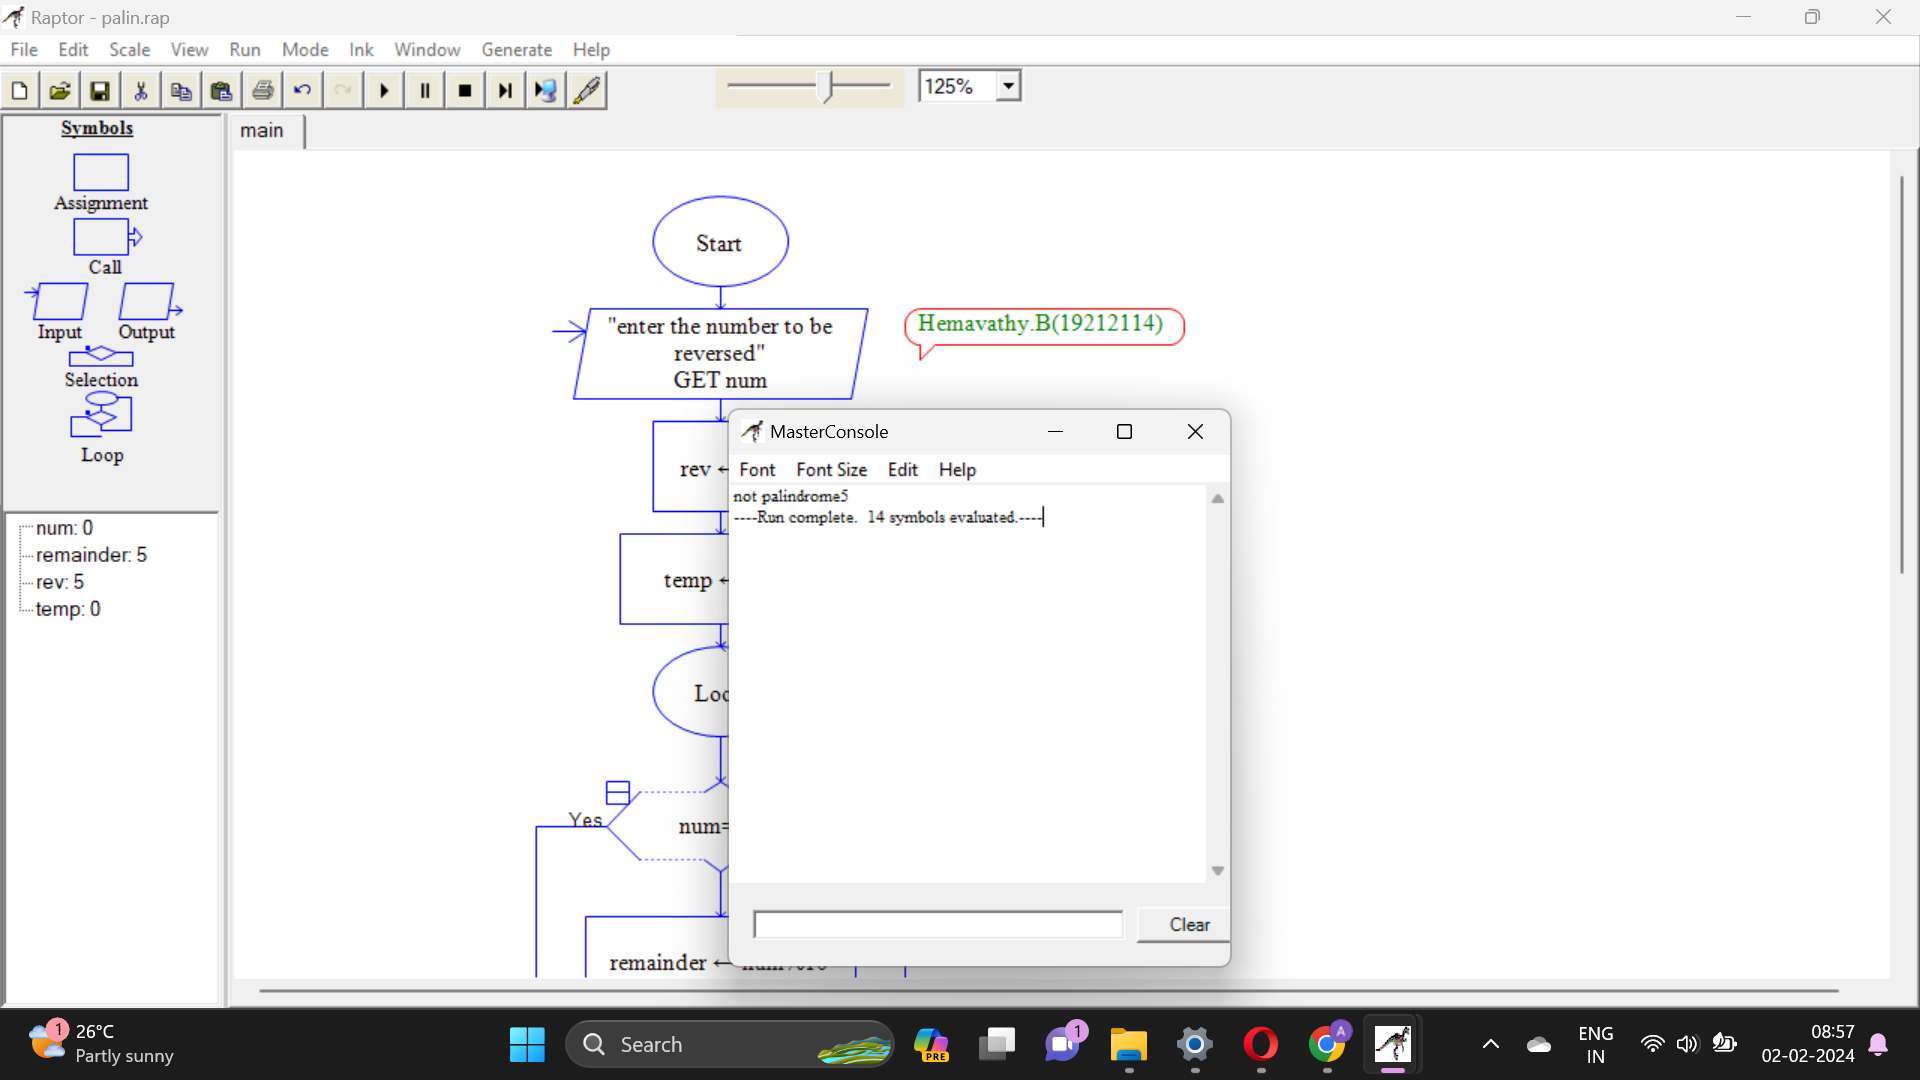 Raptor - palin.rap
File Edit Scale View Run Mode Ink Window Generate Help
125%
Symbols
Assignment
Call
Input Output
Selection
Loop
num: 0
remainder: 5
rev: 5
temp: 0
main
Start
"enter the number to be
reversed"
GET num
Hemavathy.B(19212114)
rev ←
temp ←
Yes
num=
remainder ←
MasterConsole
Font Font Size Edit Help
not palindrome5
----Run complete.  14 symbols evaluated.----
Clear
1
26°C
Partly sunny
Search
PRE
1
A
ENG
IN
08:57
02-02-2024